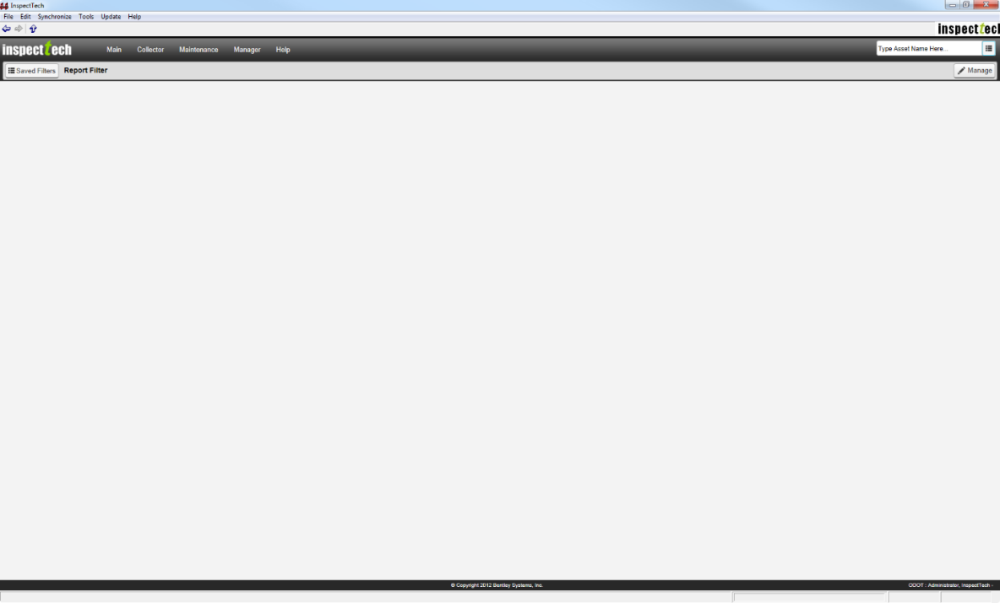 InspectTech
File Edit Synchronize Tools Update Help
inspecttech
inspecttech Main Collector Maintenance Manager Help Type Asset Name Here...
Saved Filters Report Filter Manage
© Copyright 2012 Bentley Systems, Inc. ODOT : Administrator, InspectTech -